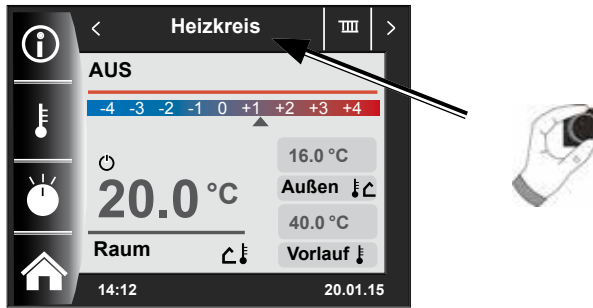 < Heizkreis >
AUS
-4 -3 -2 -1 0 +1 +2 +3 +4
16.0 °C
Außen
20.0 °C
40.0 °C
Raum
Vorlauf
14:12 20.01.15